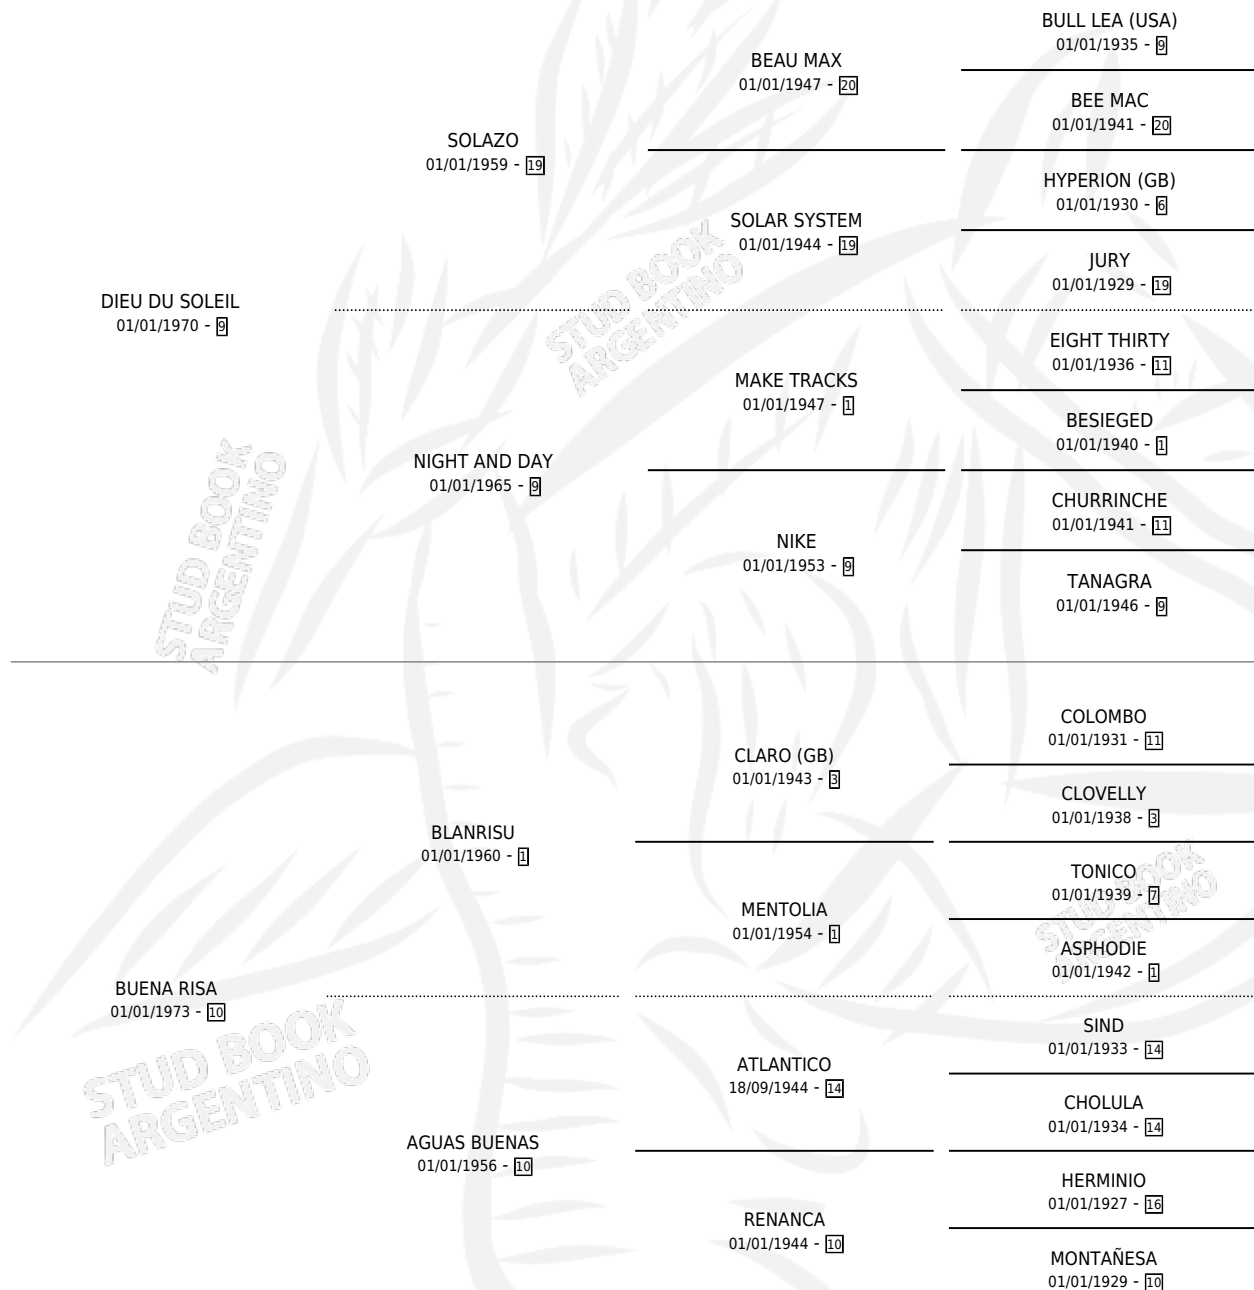 BULL LEA (USA)
01/01/1935 - 9
BEAU MAX
01/01/1947 - 20
BEE MAC
01/01/1941 - 20
SOLAZO
01/01/1959 - 19
HYPERION (GB)
01/01/1930 - 6
SOLAR SYSTEM
01/01/1944 - 19
JURY
01/01/1929 - 19
DIEU DU SOLEIL
01/01/1970 - 9
EIGHT THIRTY
01/01/1936 - 11
MAKE TRACKS
01/01/1947 - 1
BESIEGED
01/01/1940 - 1
NIGHT AND DAY
01/01/1965 - 9
CHURRINCHE
01/01/1941 - 11
NIKE
01/01/1953 - 9
TANAGRA
01/01/1946 - 9
COLOMBO
01/01/1931 - 11
CLARO (GB)
01/01/1943 - 3
CLOVELLY
01/01/1938 - 3
BLANRISU
01/01/1960 - 1
TONICO
01/01/1939 - 7
MENTOLIA
01/01/1954 - 1
ASPHODIE
01/01/1942 - 1
BUENA RISA
01/01/1973 - 10
SIND
01/01/1933 - 14
ATLANTICO
18/09/1944 - 14
CHOLULA
01/01/1934 - 14
AGUAS BUENAS
01/01/1956 - 10
HERMINIO
01/01/1927 - 16
RENANCA
01/01/1944 - 10
MONTAÑESA
01/01/1929 - 10
STUD BOOK
ARGENTINO
STUD BOOK
ARGENTINO
STUD BOOK
ARGENTINO
STUD BOOK
ARGENTINO